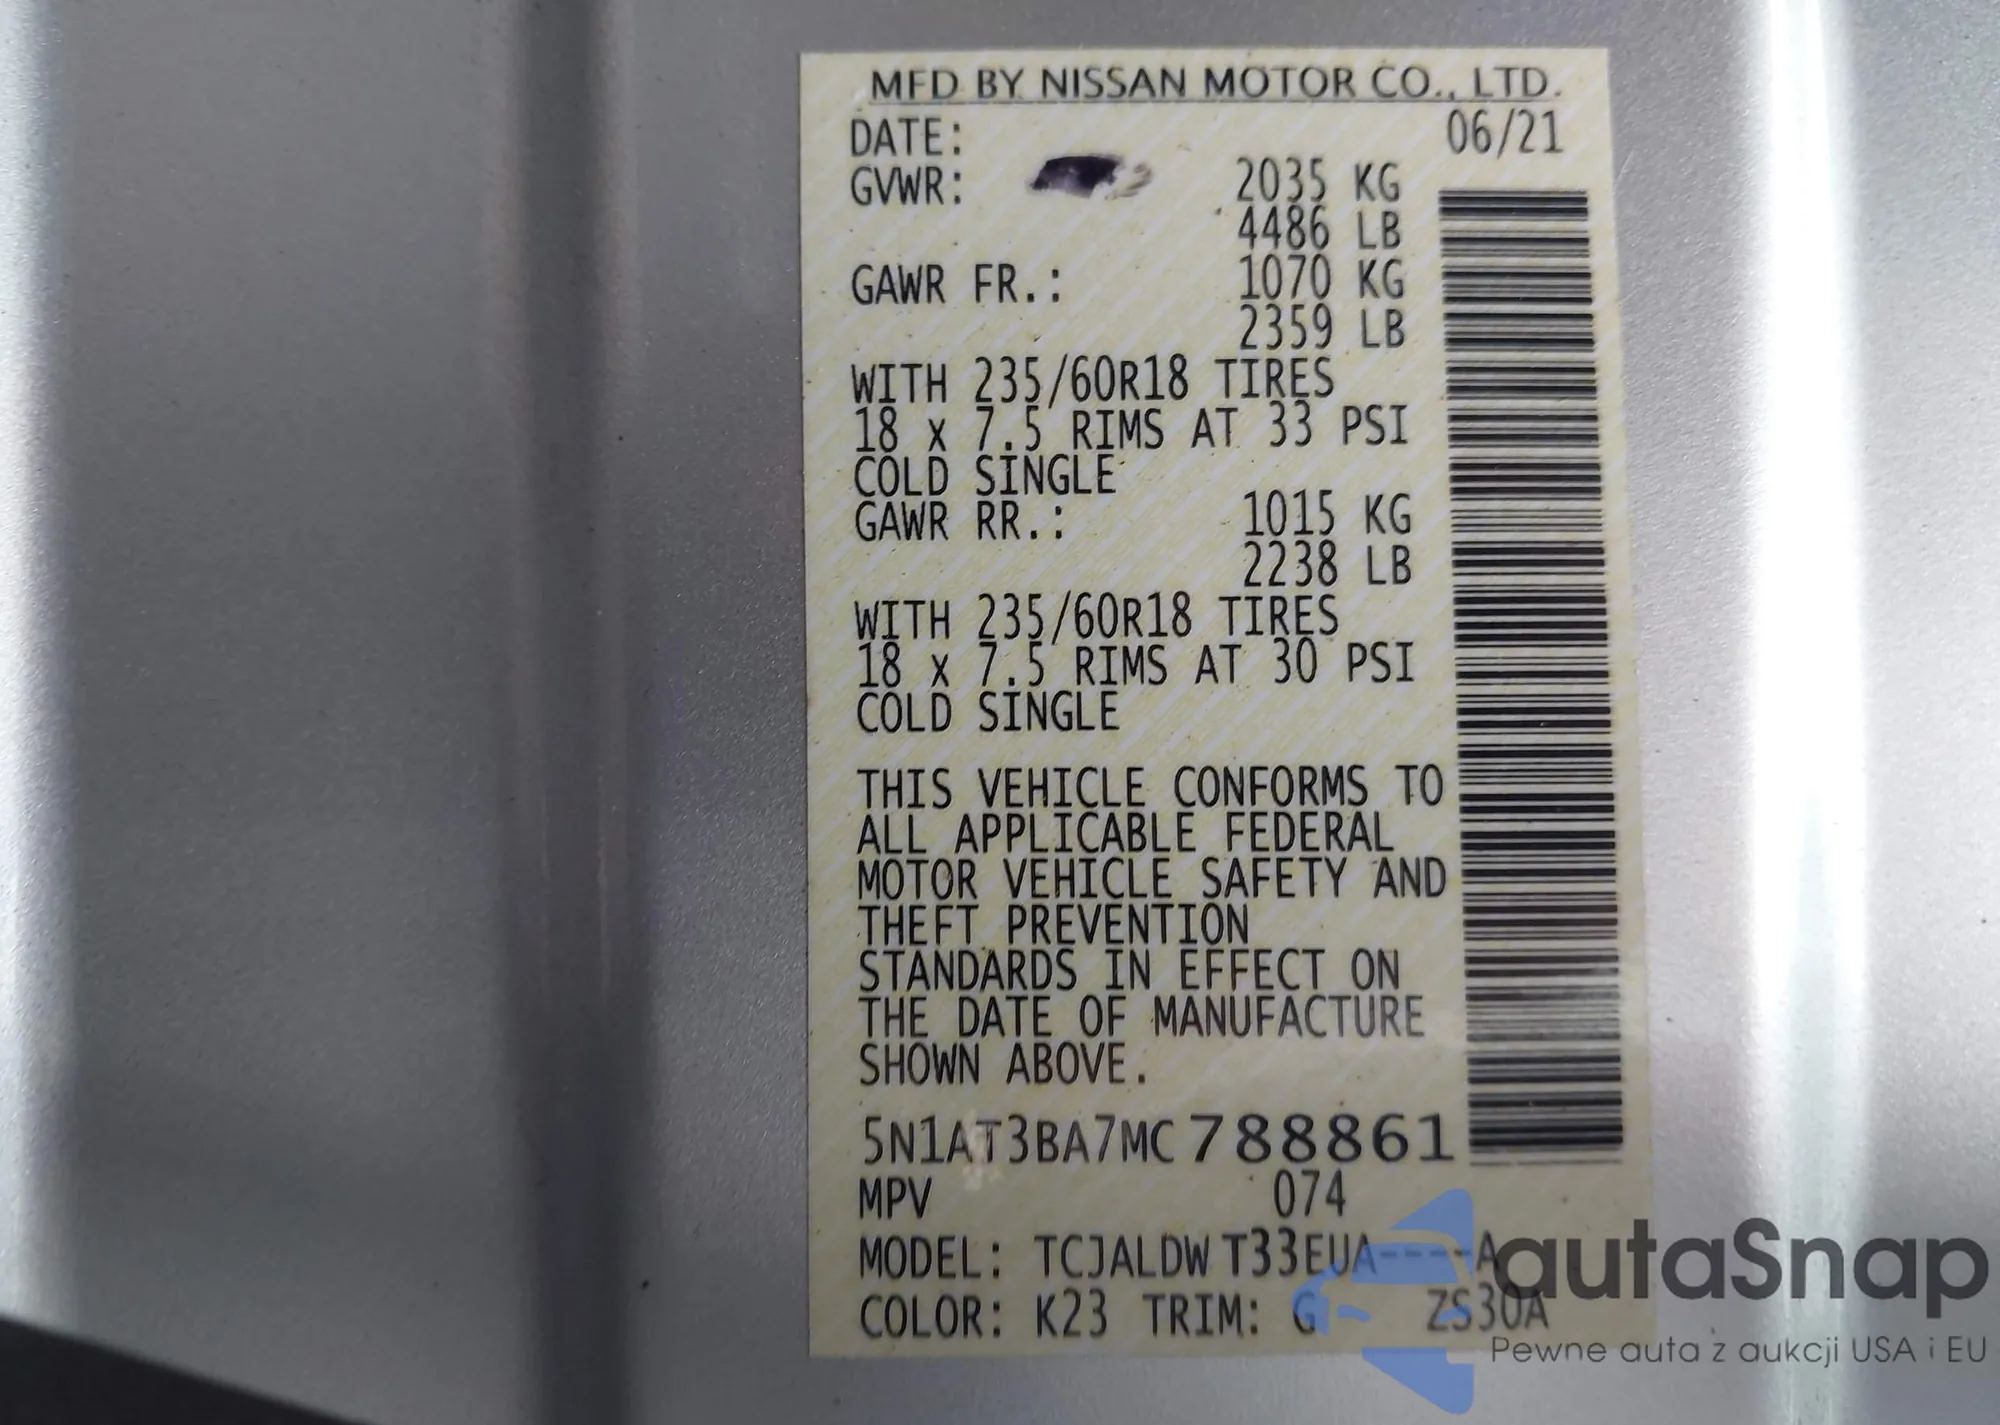 MFD BY NISSAN MOTOR CO., LTD.
DATE: 06/21
GVWR: 2035 KG
4486 LB
GAWR FR.: 1070 KG
2359 LB
WITH 235/60R18 TIRES
18 x 7.5 RIMS AT 33 PSI
COLD SINGLE
GAWR RR.: 1015 KG
2238 LB
WITH 235/60R18 TIRES
18 x 7.5 RIMS AT 30 PSI
COLD SINGLE
THIS VEHICLE CONFORMS TO
ALL APPLICABLE FEDERAL
MOTOR VEHICLE SAFETY AND
THEFT PREVENTION
STANDARDS IN EFFECT ON
THE DATE OF MANUFACTURE
SHOWN ABOVE.
5N1AT3BA7MC788861
MPV 074
MODEL: TCJALDW T33EUA----A
COLOR: K23 TRIM: G ZS30A
autaSnap
Pewne auta z aukcji USA i EU